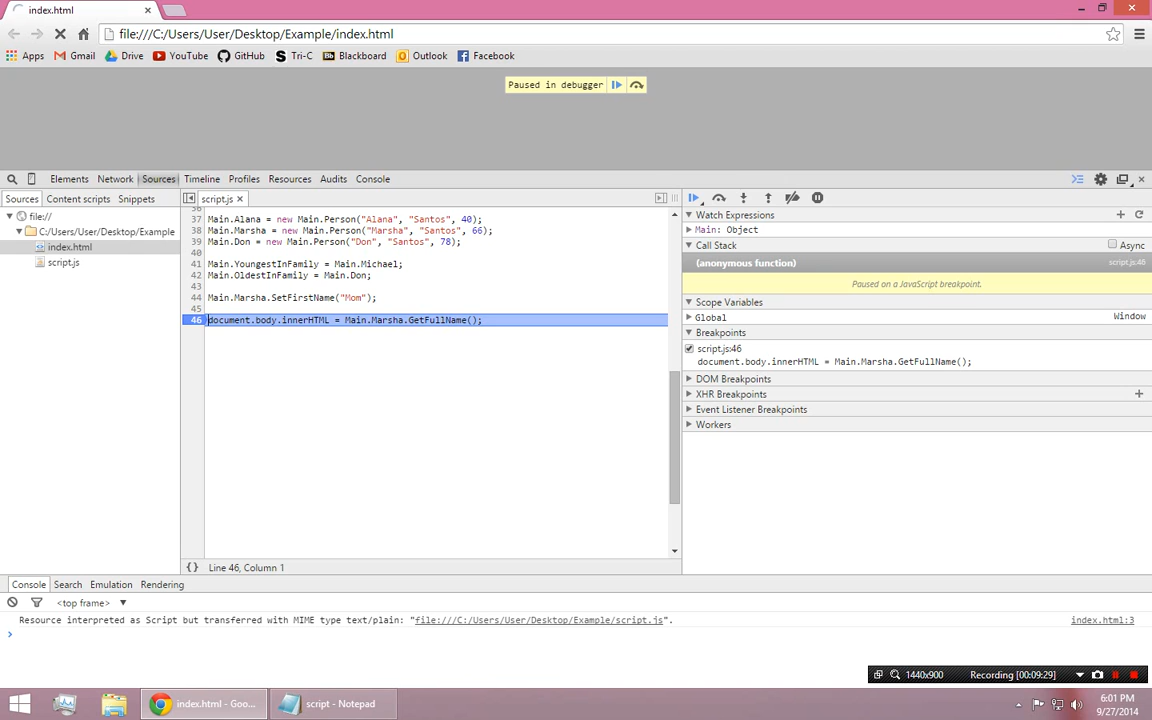 index.html
file:///C:/Users/User/Desktop/Example/index.html
Apps Gmail Drive YouTube GitHub Tri-C Blackboard Outlook Facebook
Paused in debugger
Elements Network Sources Timeline Profiles Resources Audits Console
Sources Content scripts Snippets script.js
file://
C:/Users/User/Desktop/Example
index.html
script.js
36
37 Main.Alana = new Main.Person("Alana", "Santos", 40);
38 Main.Marsha = new Main.Person("Marsha", "Santos", 66);
39 Main.Don = new Main.Person("Don", "Santos", 78);
40
41 Main.YoungestInFamily = Main.Michael;
42 Main.OldestInFamily = Main.Don;
43
44 Main.Marsha.SetFirstName("Mom");
45
46 document.body.innerHTML = Main.Marsha.GetFullName();
{} Line 46, Column 1
Watch Expressions
Main: Object
Call Stack Async
(anonymous function) script.js:46
Paused on a JavaScript breakpoint.
Scope Variables
Global Window
Breakpoints
script.js:46
document.body.innerHTML = Main.Marsha.GetFullName();
DOM Breakpoints
XHR Breakpoints
Event Listener Breakpoints
Workers
Console Search Emulation Rendering
<top frame>
Resource interpreted as Script but transferred with MIME type text/plain: "file:///C:/Users/User/Desktop/Example/script.js". index.html:3
1440x900 Recording [00:09:29]
index.html - Goo... script - Notepad
6:01 PM
9/27/2014